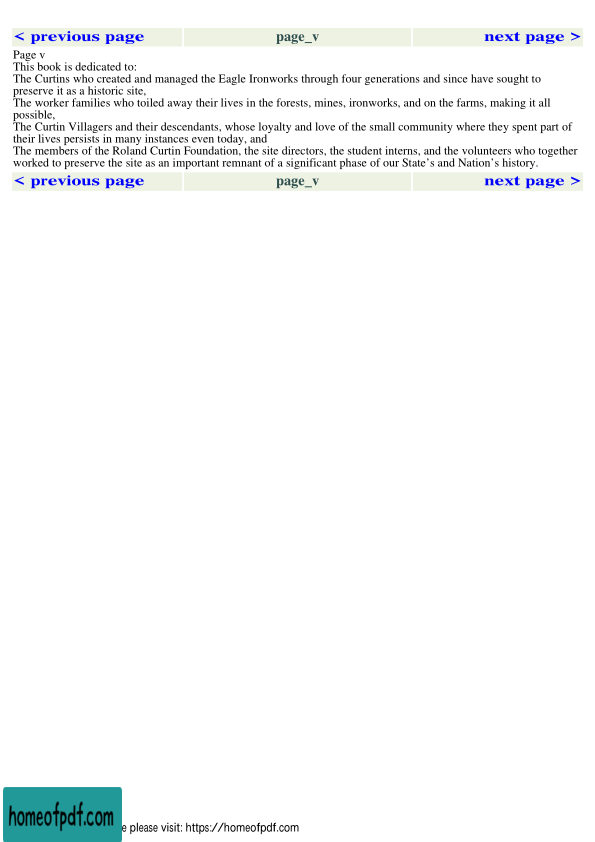 < previous page page_v next page >
Page v
This book is dedicated to:
The Curtins who created and managed the Eagle Ironworks through four generations and since have sought to
preserve it as a historic site,
The worker families who toiled away their lives in the forests, mines, ironworks, and on the farms, making it all
possible,
The Curtin Villagers and their descendants, whose loyalty and love of the small community where they spent part of
their lives persists in many instances even today, and
The members of the Roland Curtin Foundation, the site directors, the student interns, and the volunteers who together
worked to preserve the site as an important remnant of a significant phase of our State’s and Nation’s history.
< previous page page_v next page >
homeofpdf.com
e please visit: https://homeofpdf.com